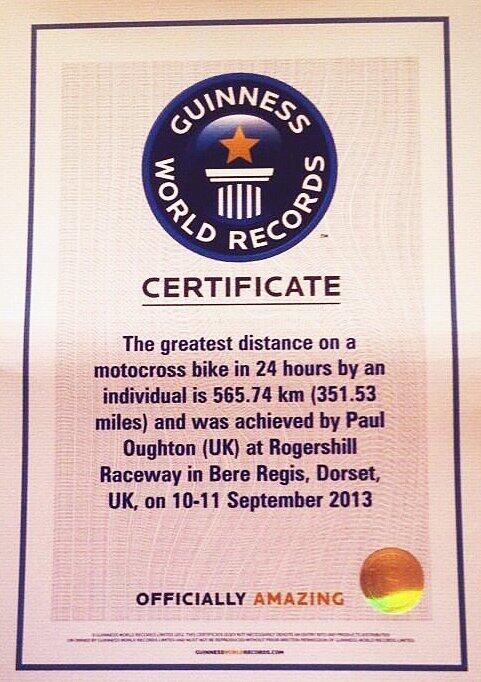 GUINNESS
WORLD RECORDS
™
CERTIFICATE
The greatest distance on a
motocross bike in 24 hours by an
individual is 565.74 km (351.53
miles) and was achieved by Paul
Oughton (UK) at Rogershill
Raceway in Bere Regis, Dorset,
UK, on 10-11 September 2013
OFFICIALLY AMAZING
GUINNESSWORLDRECORDS.COM